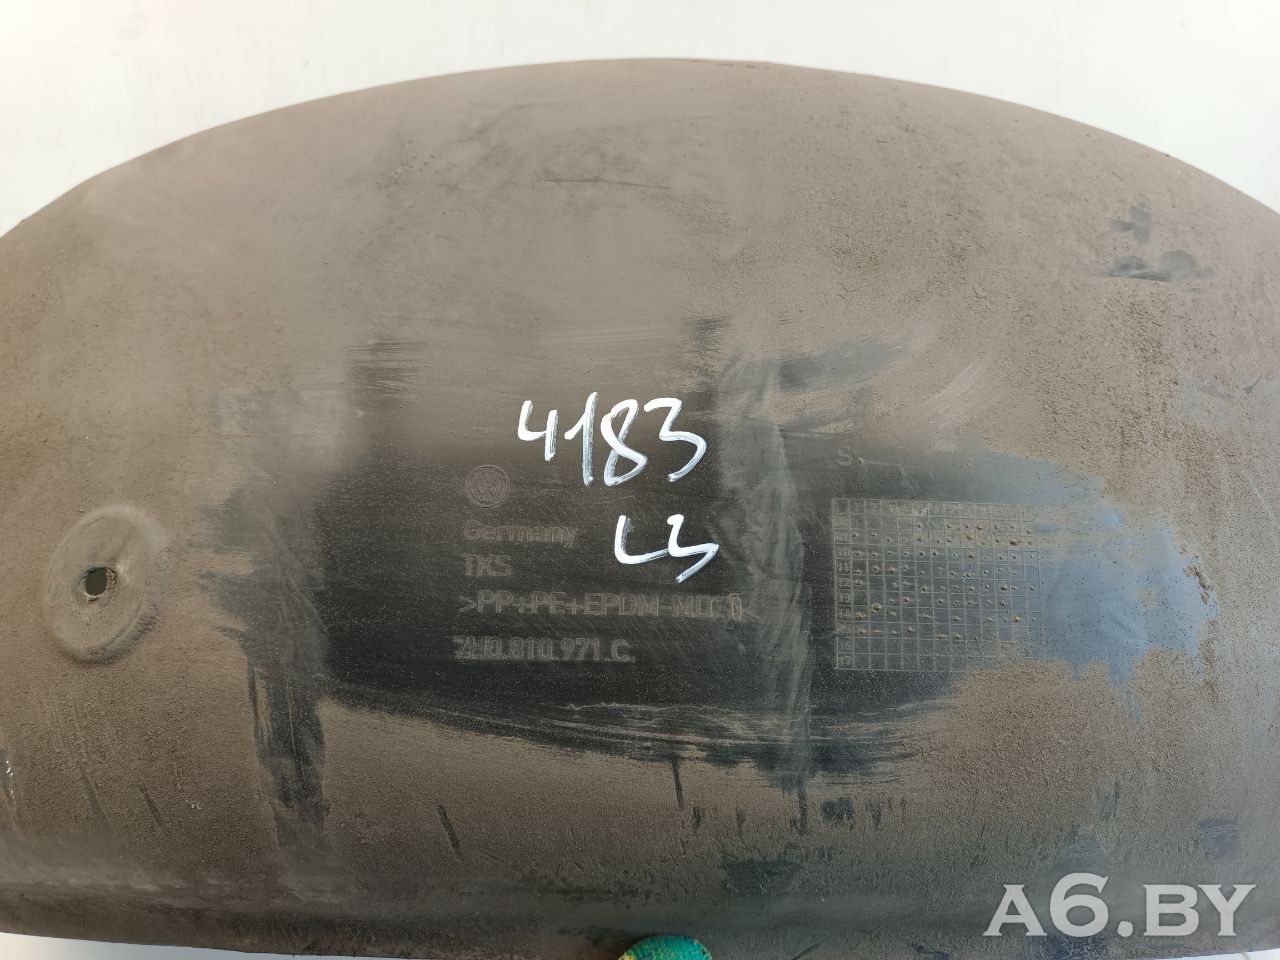 4183
L3
S.
Germany
TKS
>PP+PE+EPDM-MD
7H0.810.971.C.
A6.BY